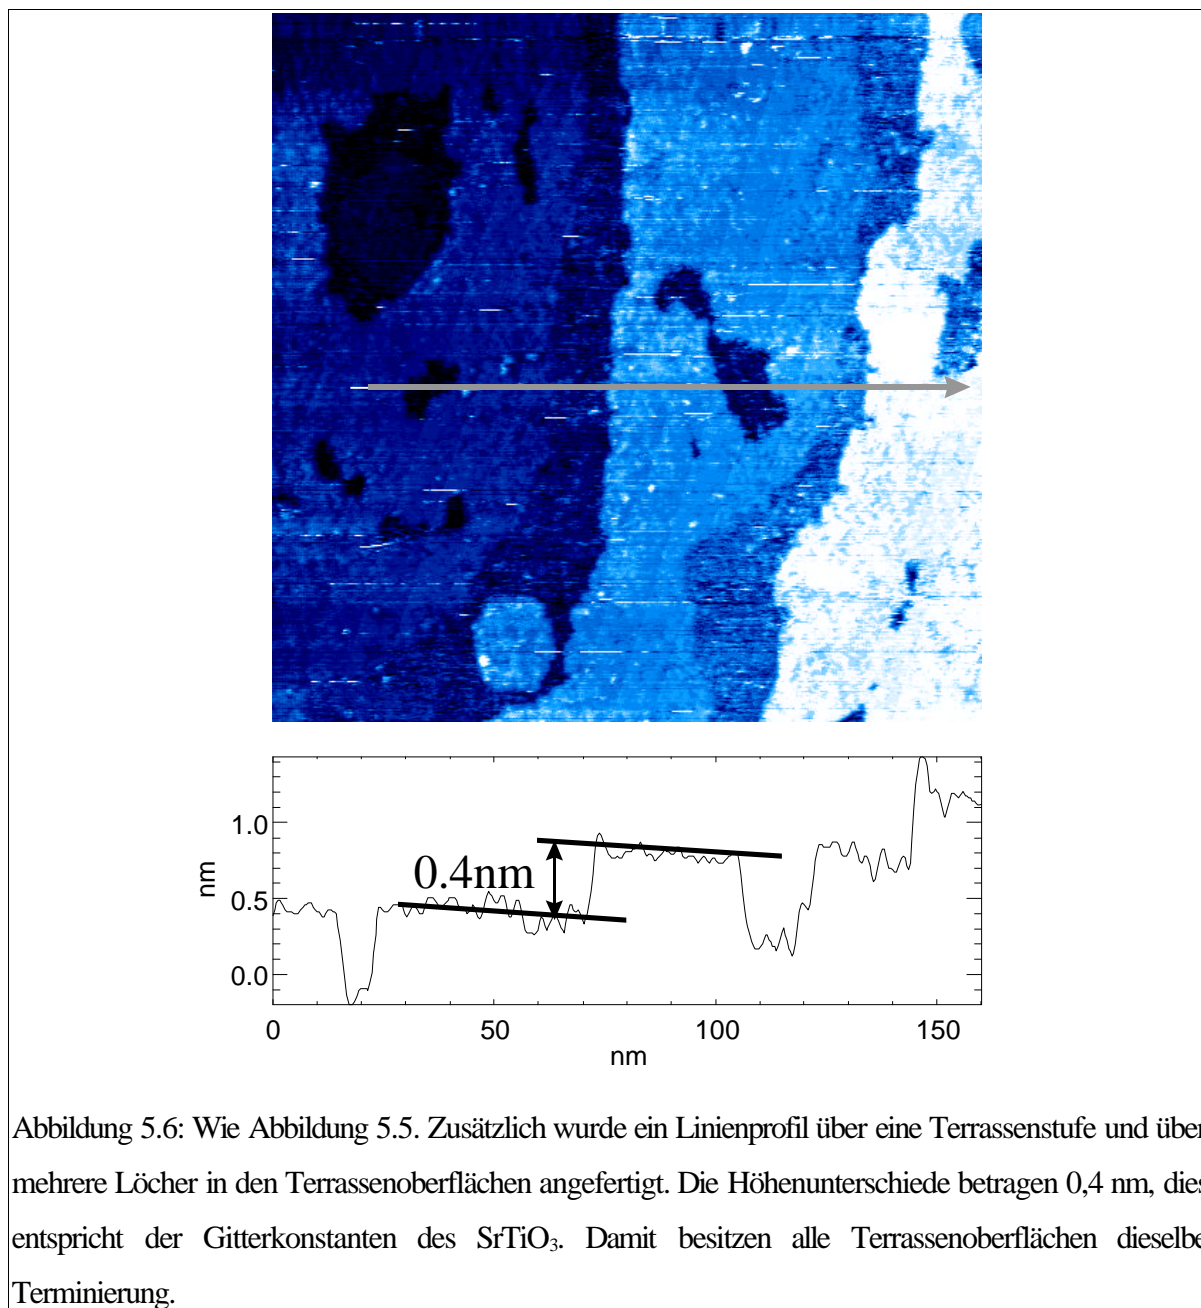 1.0
0.5
0.0
nm
0.4nm
0
50
100
150
nm
Abbildung 5.6: Wie Abbildung 5.5. Zusätzlich wurde ein Linienprofil über eine Terrassenstufe und über
mehrere Löcher in den Terrassenoberflächen angefertigt. Die Höhenunterschiede betragen 0,4 nm, dies
entspricht der Gitterkonstanten des SrTiO₃. Damit besitzen alle Terrassenoberflächen dieselbe
Terminierung.